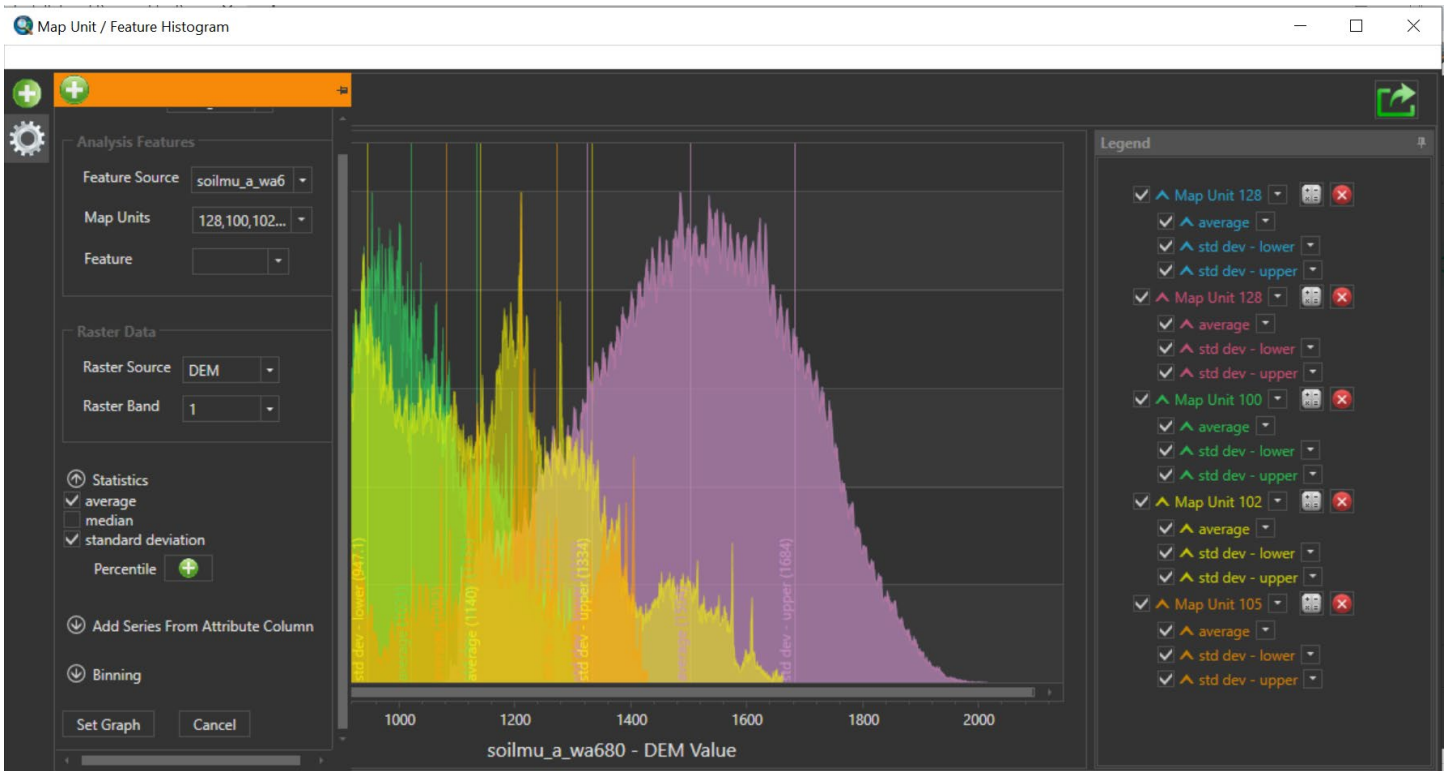 Map Unit / Feature Histogram
Analysis Features
Feature Source soilmu_a_wa6
Map Units 128,100,102...
Feature
Raster Data
Raster Source DEM
Raster Band 1
Statistics
average
median
standard deviation
Percentile
Add Series From Attribute Column
Binning
Set Graph Cancel
std dev - lower (947.1)
average (1140)
std dev - upper (1334)
std dev - upper (1684)
1000 1200 1400 1600 1800 2000
soilmu_a_wa680 - DEM Value
Legend
Map Unit 128
average
std dev - lower
std dev - upper
Map Unit 128
average
std dev - lower
std dev - upper
Map Unit 100
average
std dev - lower
std dev - upper
Map Unit 102
average
std dev - lower
std dev - upper
Map Unit 105
average
std dev - lower
std dev - upper